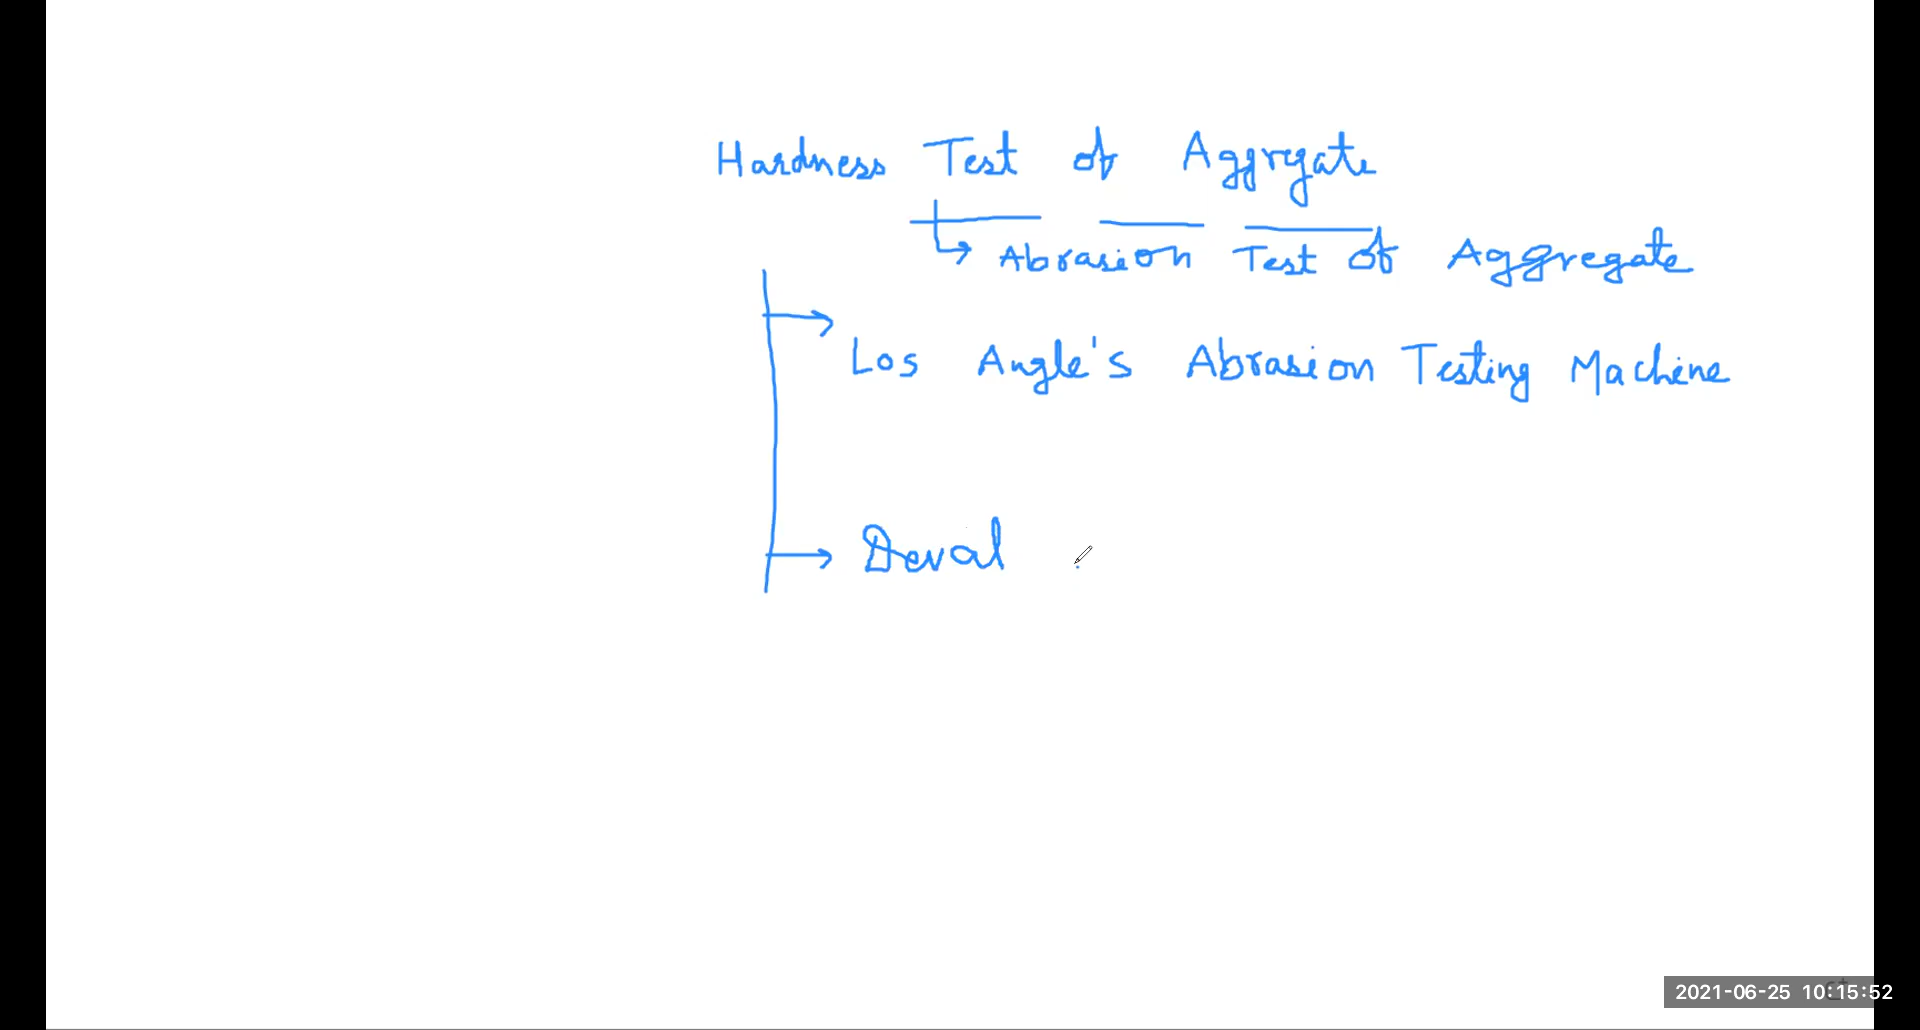 Hardness Test of Aggregate
Abrasion Test of Aggregate
Los Angle's Abrasion Testing Machine
Deval
2021-06-25 10:15:52